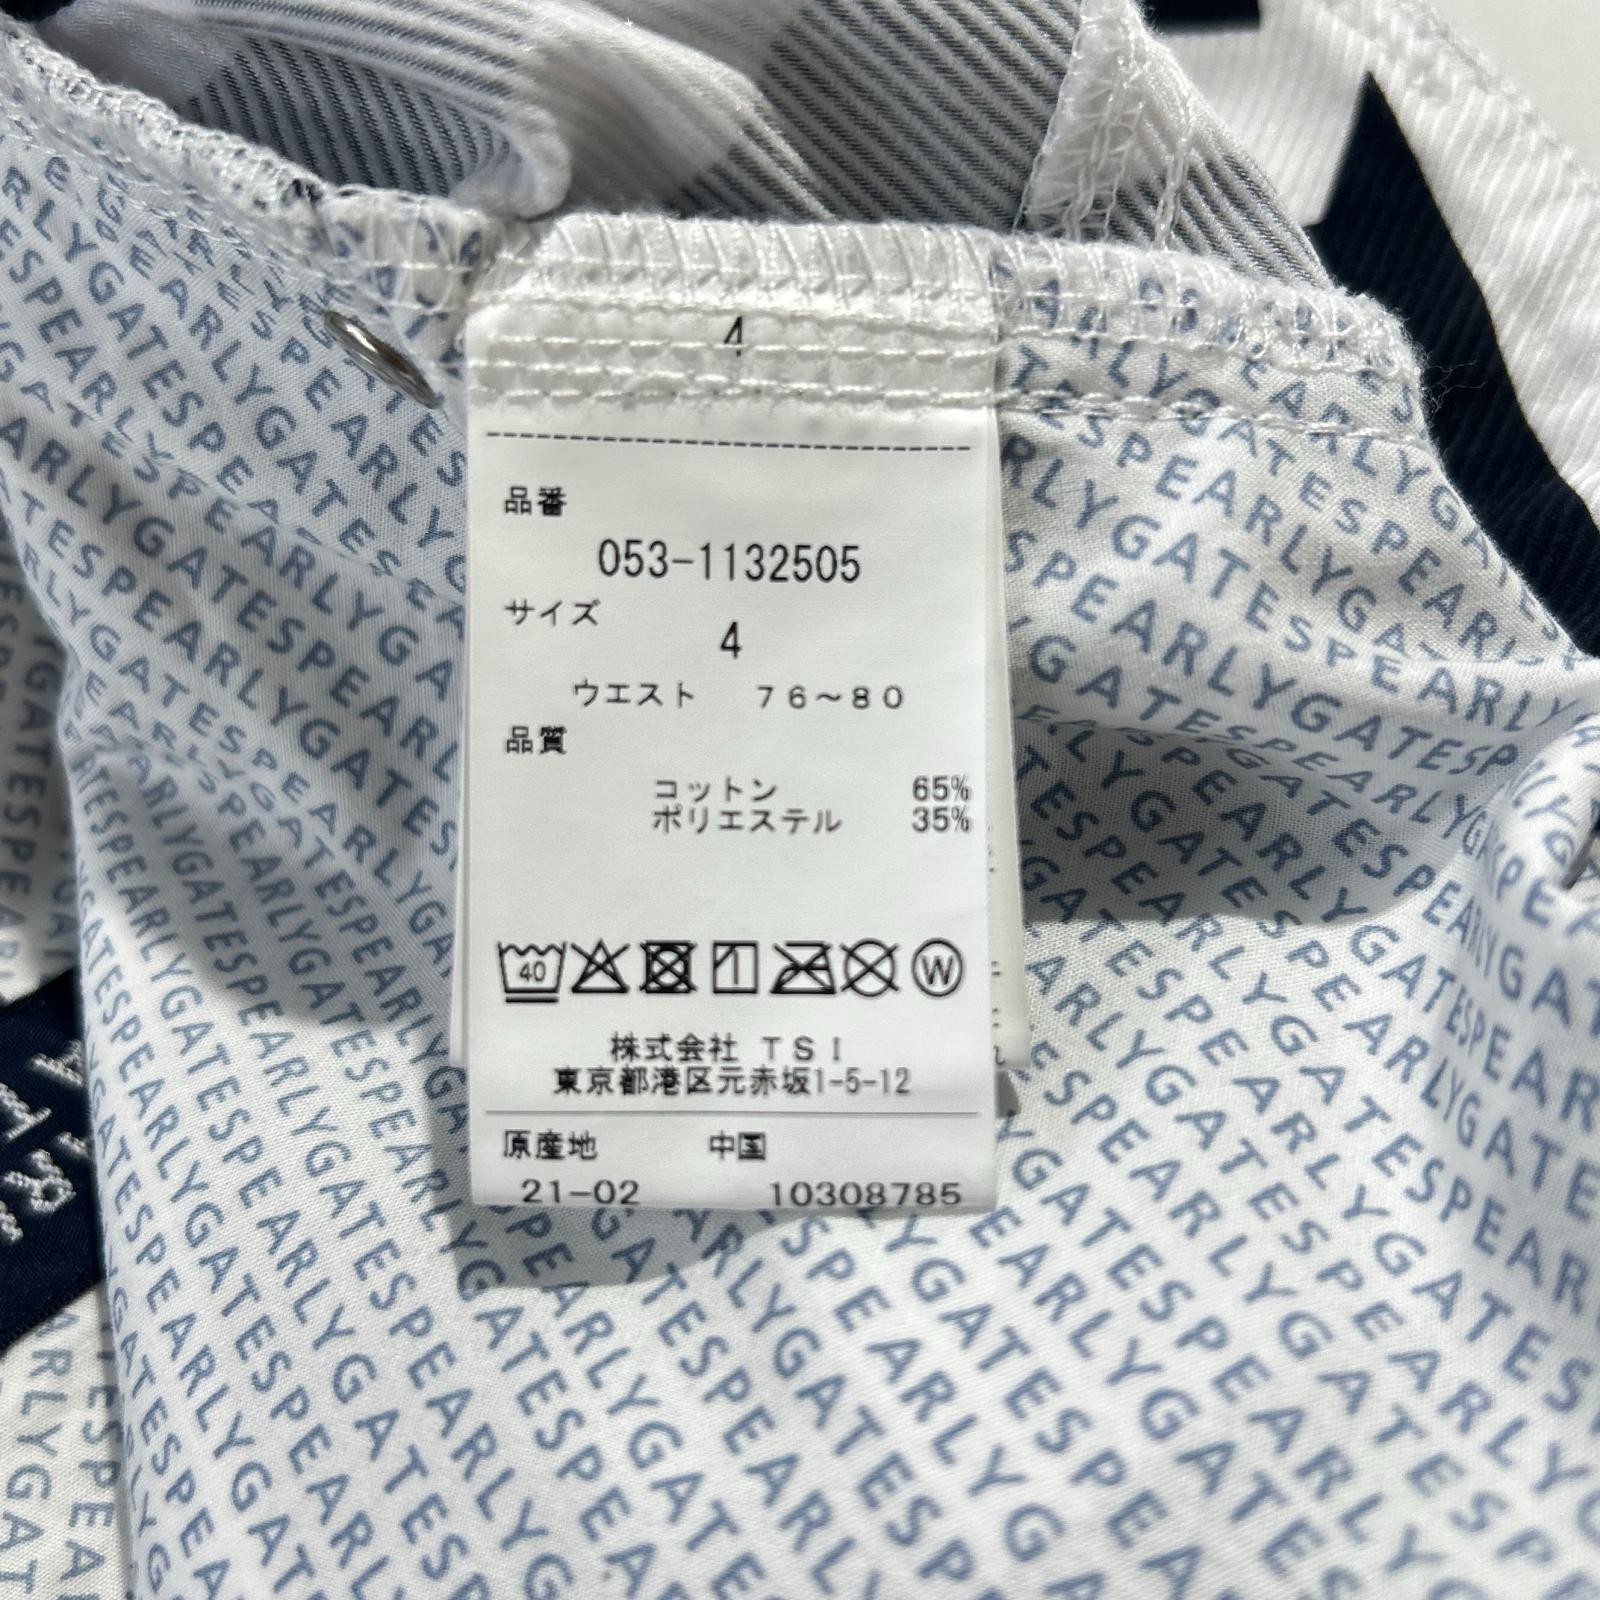 4
品番
053-1132505
サイズ
4
ウエスト 76~80
品質
コットン 65%
ポリエステル 35%
40
W
株式会社 TSI
東京都港区元赤坂1-5-12
原産地 中国
21-02 10308785
PEARLYGATESPEARLYGATES